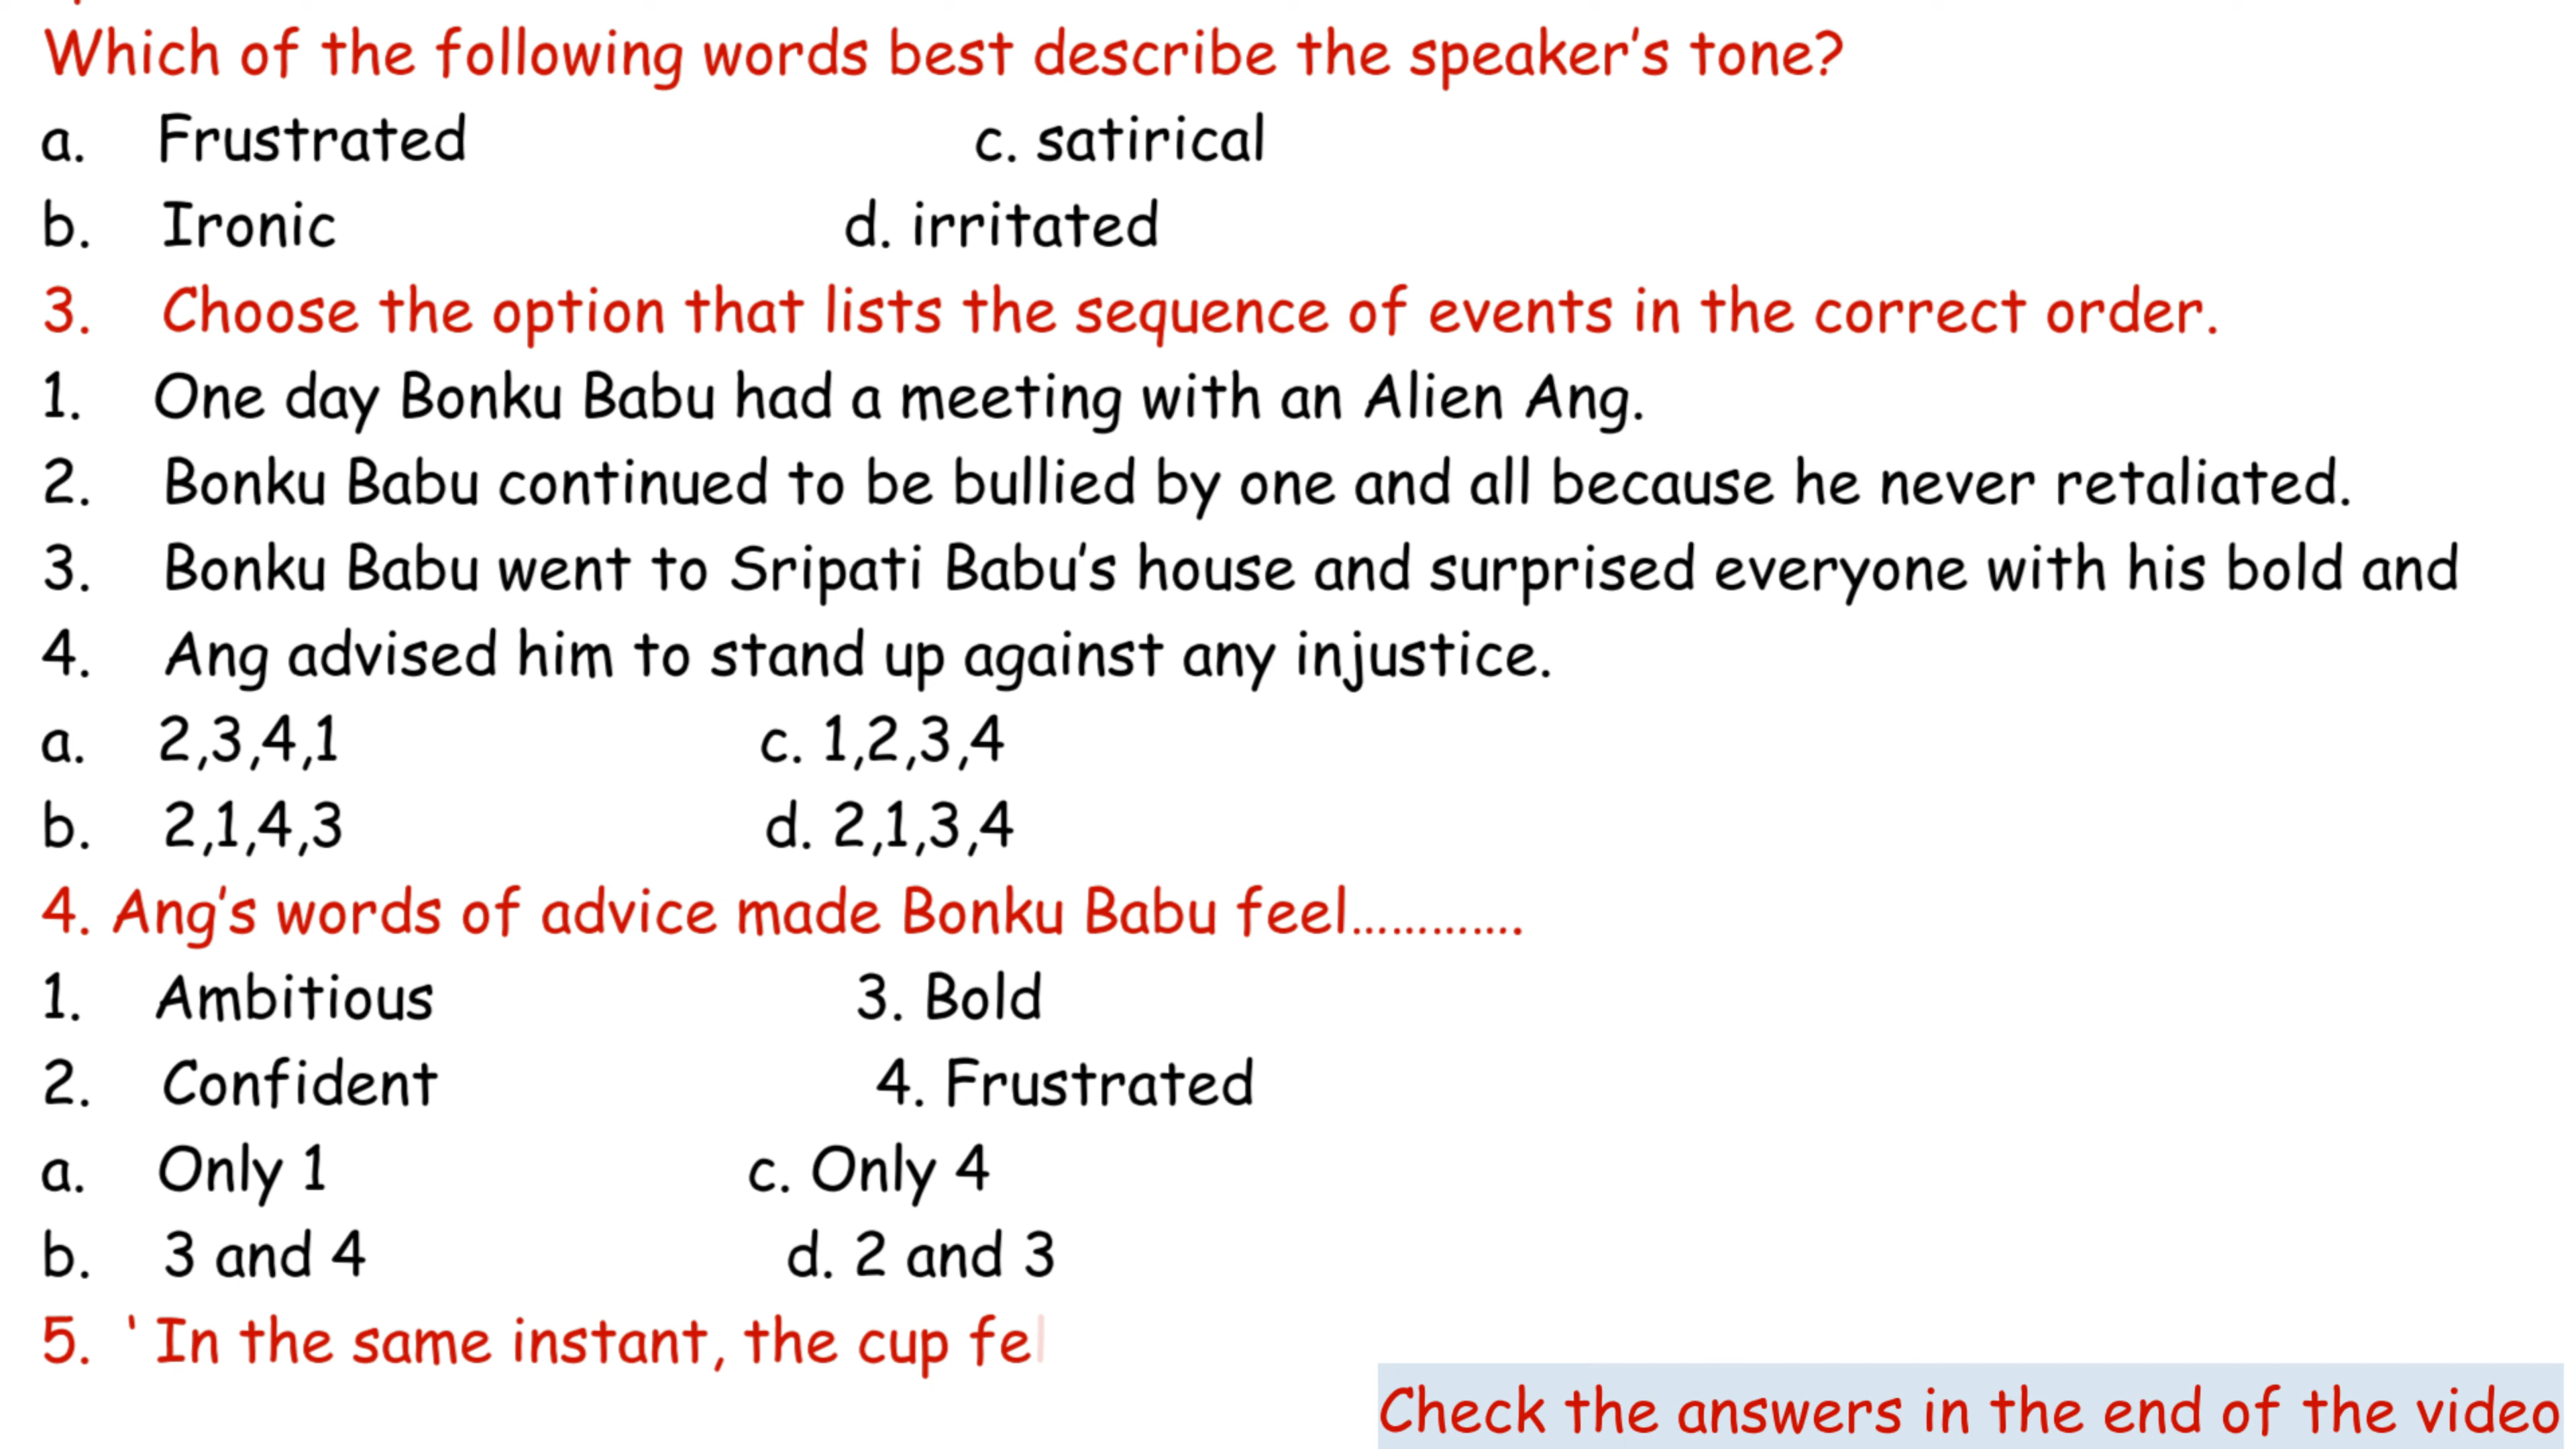 Which of the following words best describe the speaker's tone?
a. Frustrated c. satirical
b. Ironic d. irritated
3. Choose the option that lists the sequence of events in the correct order.
1. One day Bonku Babu had a meeting with an Alien Ang.
2. Bonku Babu continued to be bullied by one and all because he never retaliated.
3. Bonku Babu went to Sripati Babu's house and surprised everyone with his bold and
4. Ang advised him to stand up against any injustice.
a. 2,3,4,1 c. 1,2,3,4
b. 2,1,4,3 d. 2,1,3,4
4. Ang's words of advice made Bonku Babu feel.............
1. Ambitious 3. Bold
2. Confident 4. Frustrated
a. Only 1 c. Only 4
b. 3 and 4 d. 2 and 3
5. ' In the same instant, the cup fel
Check the answers in the end of the video